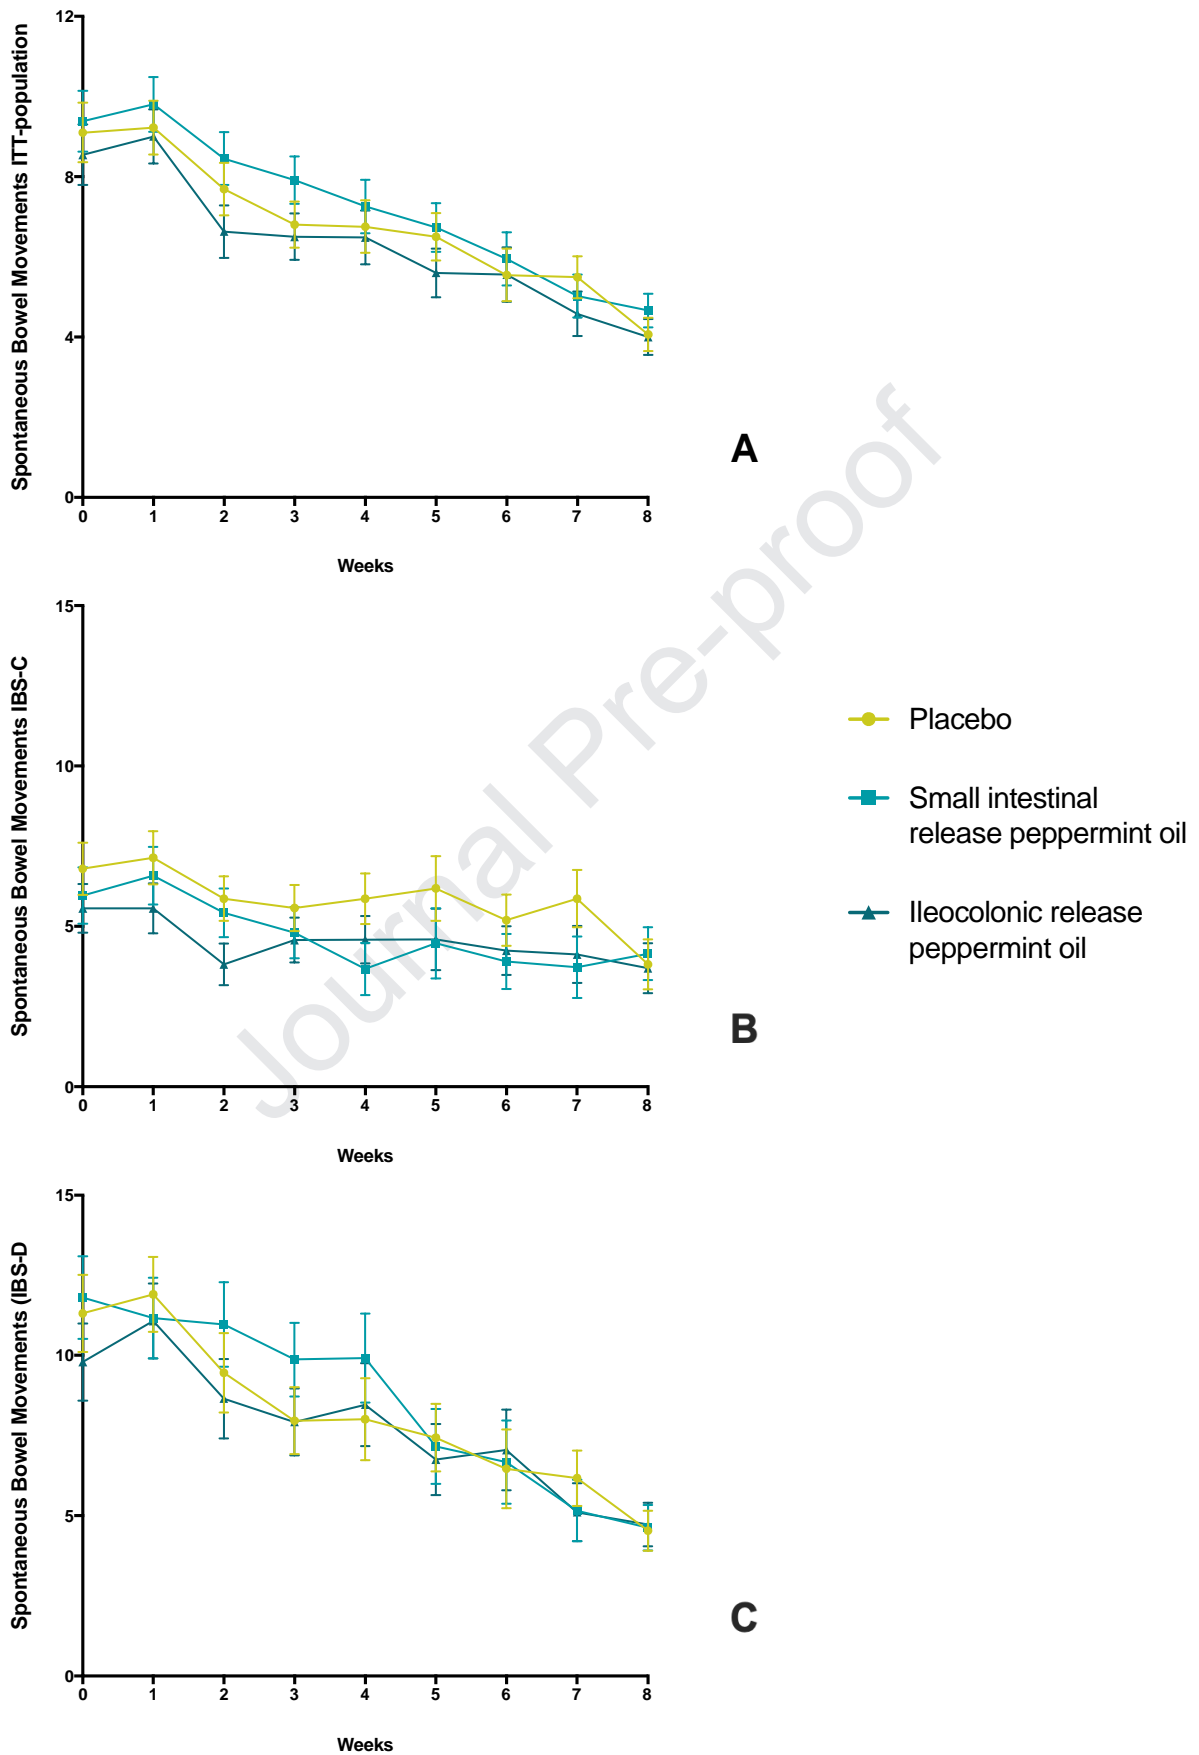 Spontaneous Bowel Movements ITT-population
12
8
4
0
0 1 2 3 4 5 6 7 8
Weeks
A
Spontaneous Bowel Movements IBS-C
15
10
5
0
0 1 2 3 4 5 6 7 8
Weeks
B
Placebo
Small intestinal
release peppermint oil
Ileocolonic release
peppermint oil
Spontaneous Bowel Movements (IBS-D
15
10
5
0
0 1 2 3 4 5 6 7 8
Weeks
C
Journal Pre-proof